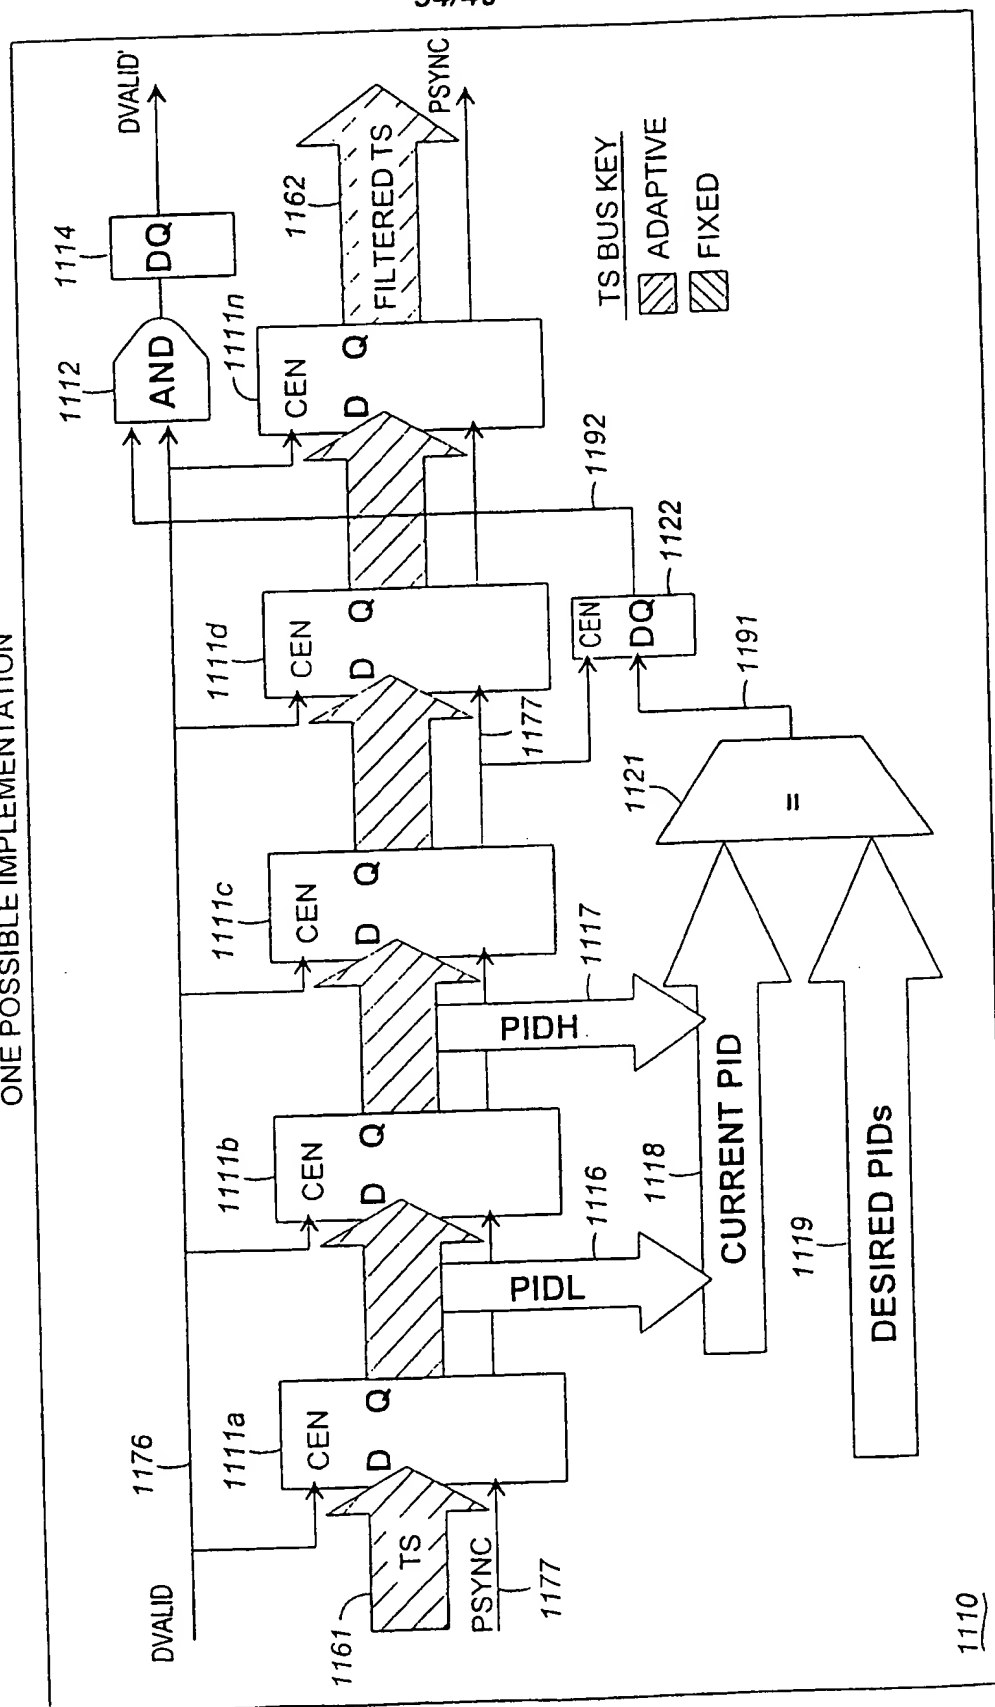 ONE POSSIBLE IMPLEMENTATION
DVALID
1176
DVALID'
1161
TS
PSYNC
1177
1111a
CEN
D Q
1111b
CEN
D Q
1111c
CEN
D Q
1111d
CEN
D Q
1111n
CEN
D Q
1112
AND
1114
DQ
1162
FILTERED TS
PSYNC
PIDL
1116
PIDH
1117
1177
CEN
DQ
1122
1192
1191
1121
=
1118
CURRENT PID
1119
DESIRED PIDs
TS BUS KEY
ADAPTIVE
FIXED
1110